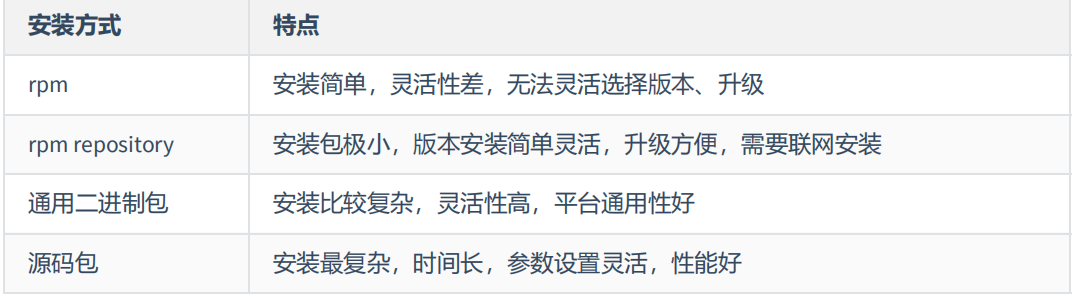 安装方式 特点
rpm 安装简单，灵活性差，无法灵活选择版本、升级
rpm repository 安装包极小，版本安装简单灵活，升级方便，需要联网安装
通用二进制包 安装比较复杂，灵活性高，平台通用性好
源码包 安装最复杂，时间长，参数设置灵活，性能好